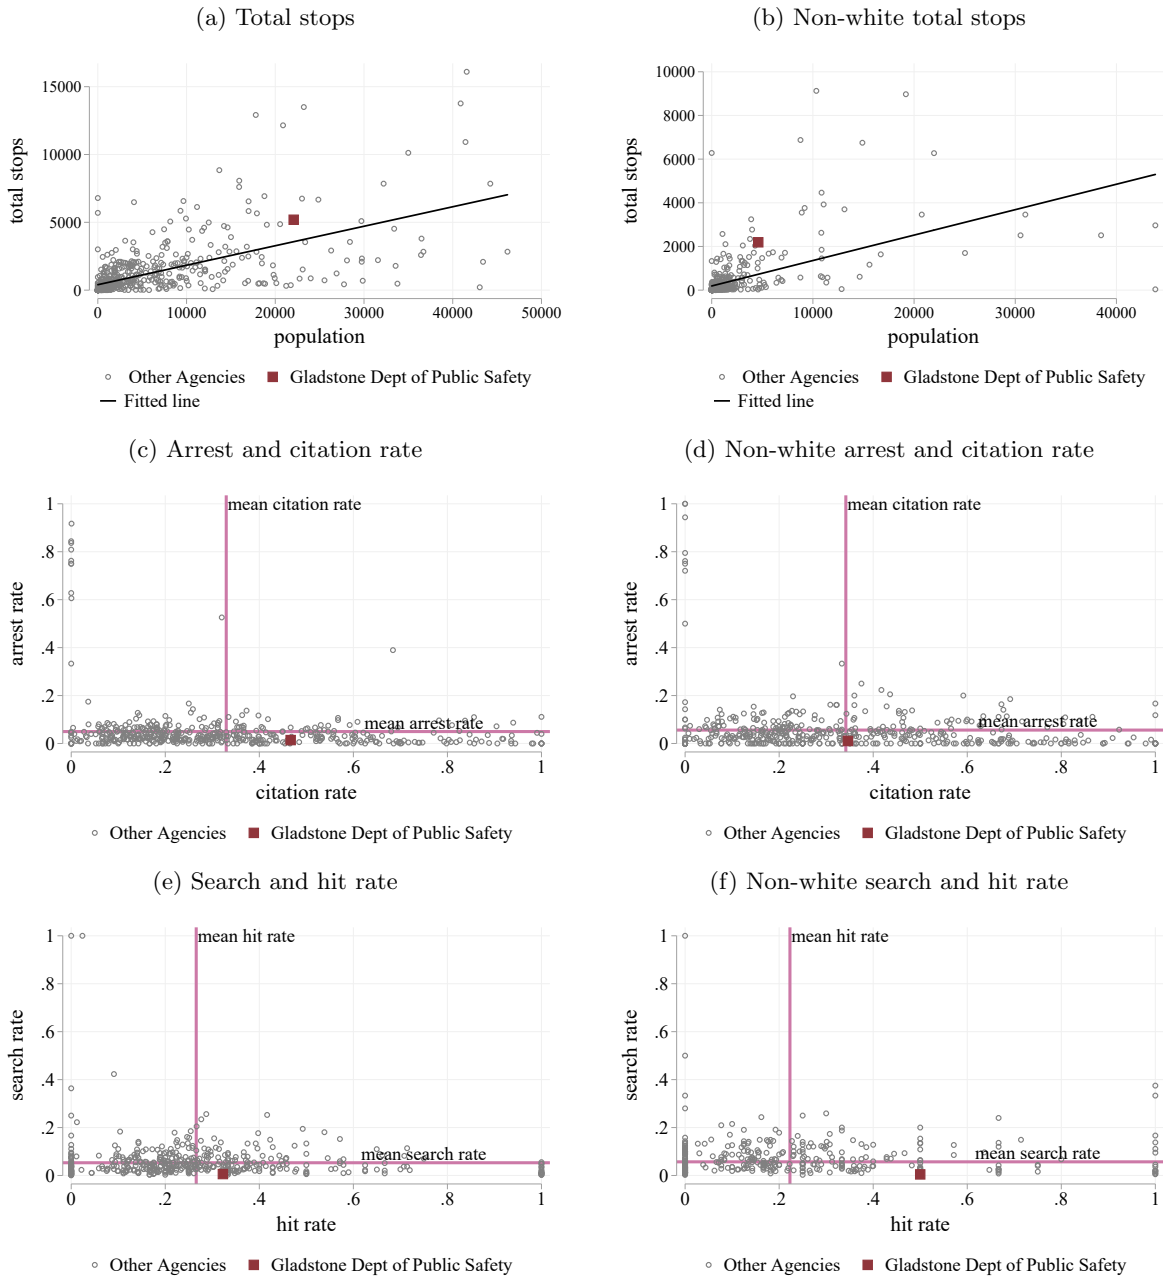 (a) Total stops
(b) Non-white total stops
total stops
15000
10000
5000
0
0 10000 20000 30000 40000 50000
population
Other Agencies Gladstone Dept of Public Safety
Fitted line
total stops
10000
8000
6000
4000
2000
0
0 10000 20000 30000 40000
population
Other Agencies Gladstone Dept of Public Safety
Fitted line
(c) Arrest and citation rate
(d) Non-white arrest and citation rate
arrest rate
1
.8
.6
.4
.2
0
mean citation rate
mean arrest rate
0 .2 .4 .6 .8 1
citation rate
Other Agencies Gladstone Dept of Public Safety
arrest rate
1
.8
.6
.4
.2
0
mean citation rate
mean arrest rate
0 .2 .4 .6 .8 1
citation rate
Other Agencies Gladstone Dept of Public Safety
(e) Search and hit rate
(f) Non-white search and hit rate
search rate
1
.8
.6
.4
.2
0
mean hit rate
mean search rate
0 .2 .4 .6 .8 1
hit rate
Other Agencies Gladstone Dept of Public Safety
search rate
1
.8
.6
.4
.2
0
mean hit rate
mean search rate
0 .2 .4 .6 .8 1
hit rate
Other Agencies Gladstone Dept of Public Safety